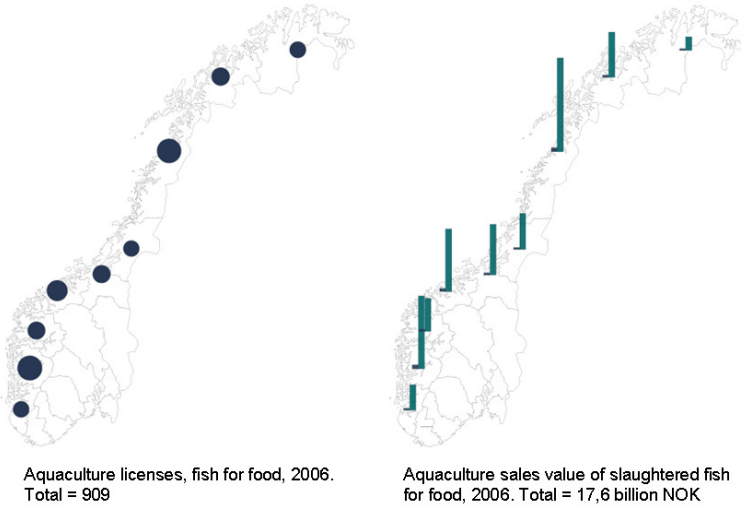 Aquaculture licenses, fish for food, 2006.
Total = 909
Aquaculture sales value of slaughtered fish
for food, 2006. Total = 17,6 billion NOK